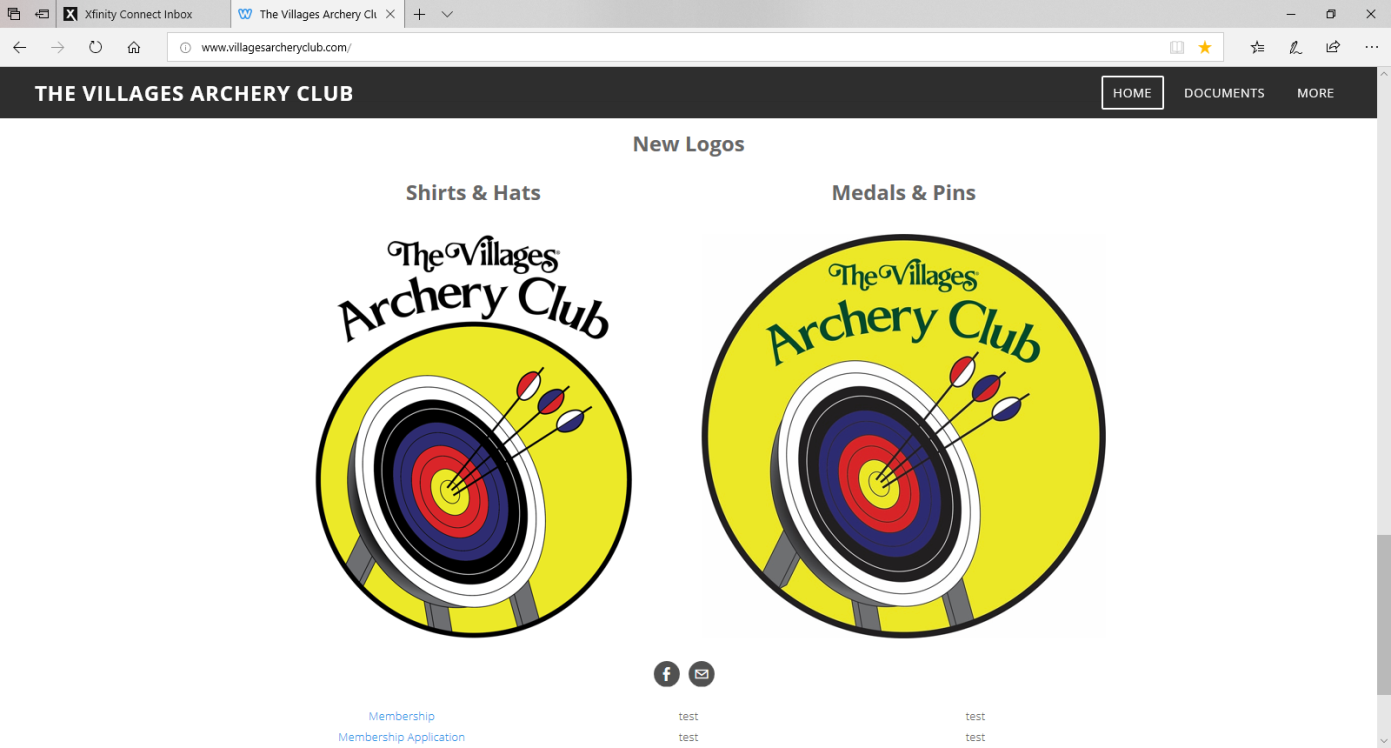 Xfinity Connect Inbox
The Villages Archery Clu
www.villagesarcheryclub.com/
THE VILLAGES ARCHERY CLUB
HOME
DOCUMENTS
MORE
New Logos
Shirts & Hats
Medals & Pins
The Villages®
Archery Club
The Villages®
Archery Club
Membership
test
test
Membership Application
test
test